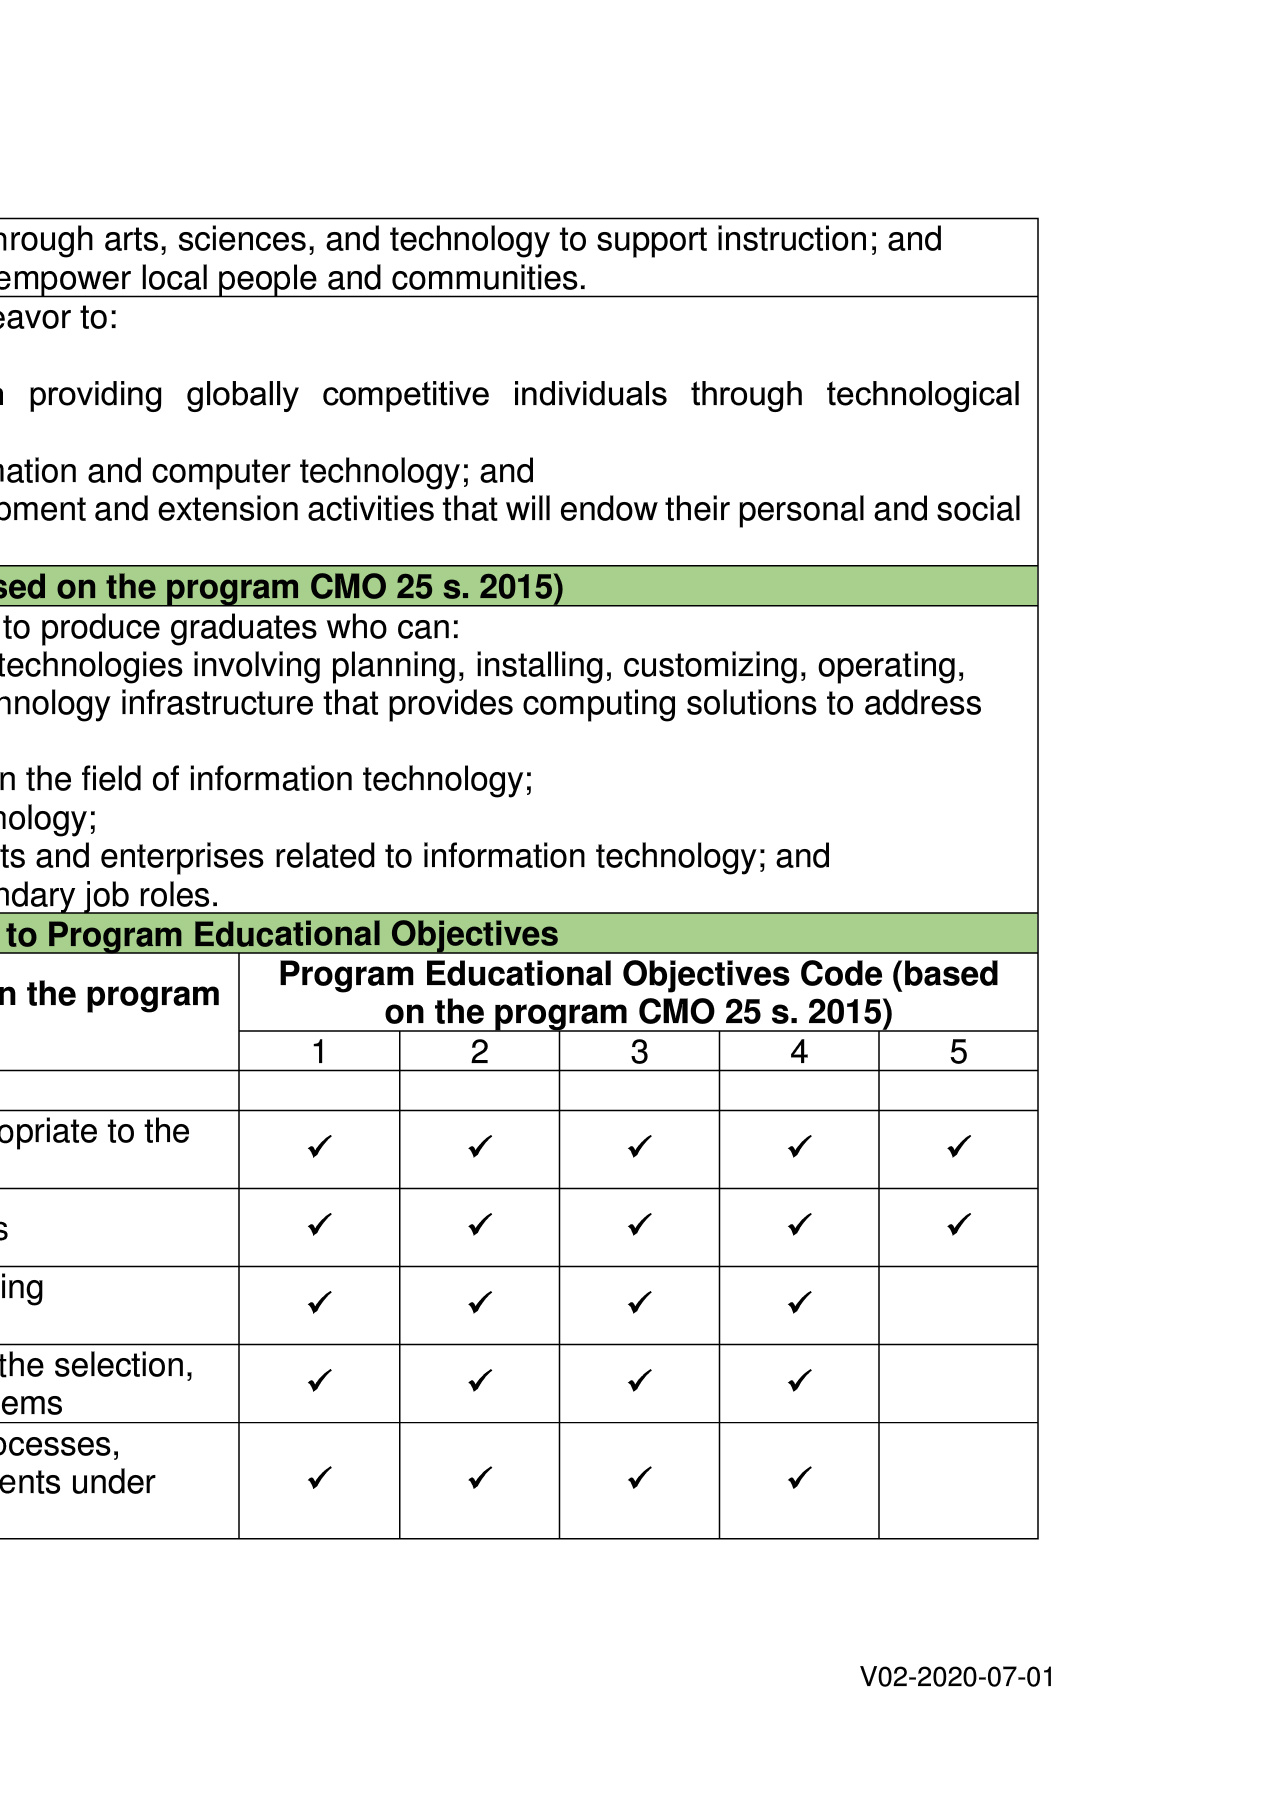 hrough arts, sciences, and technology to support instruction; and
empower local people and communities.
eavor to:
n providing globally competitive individuals through technological
nation and computer technology; and
opment and extension activities that will endow their personal and social
sed on the program CMO 25 s. 2015)
to produce graduates who can:
technologies involving planning, installing, customizing, operating,
hnology infrastructure that provides computing solutions to address
n the field of information technology;
nology;
ts and enterprises related to information technology; and
ndary job roles.
to Program Educational Objectives
n the program
Program Educational Objectives Code (based
on the program CMO 25 s. 2015)
1 2 3 4 5
opriate to the
✓ ✓ ✓ ✓ ✓
s ✓ ✓ ✓ ✓ ✓
ing
✓ ✓ ✓ ✓
the selection,
✓ ✓ ✓ ✓
ems
ocesses,
ents under ✓ ✓ ✓ ✓
V02-2020-07-01